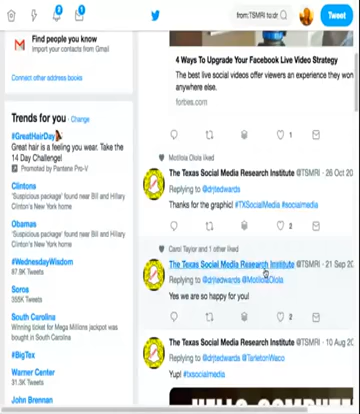 from:TSMRI to:dr
Tweet
Find people you know
Import your contacts from Gmail
Connect other address books
Trends for you · Change
#GreatHairDay
Great hair is a feeling you wear. Take the
14 Day Challenge!
Promoted by Pantene Pro-V
Clintons
'Suspicious package' found near Bill and Hillary
Clinton's New York home
Obamas
'Suspicious package' found near Bill and Hillary
Clinton's New York home
#WednesdayWisdom
87.9K Tweets
Soros
355K Tweets
South Carolina
Winning ticket for Mega Millions jackpot was
bought in South Carolina
#BigTex
Warner Center
31.3K Tweets
John Brennan
4 Ways To Upgrade Your Facebook Live Video Strategy
The best live social videos offer viewers an experience they won
anywhere else.
forbes.com
1
Motilola Olola liked
The Texas Social Media Research Institute @TSMRI · 26 Oct 20
Replying to @drjtedwards
Thanks for the graphic! #TXSocialMedia #socialmedia
2
Carol Taylor and 1 other liked
The Texas Social Media Research Institute @TSMRI · 21 Sep 20
Replying to @drjtedwards @MotilolaOlola
Yes we are so happy for you!
2
The Texas Social Media Research Institute @TSMRI · 10 Aug 20
Replying to @drjtedwards @TarletonWaco
Yup! #txsocialmedia